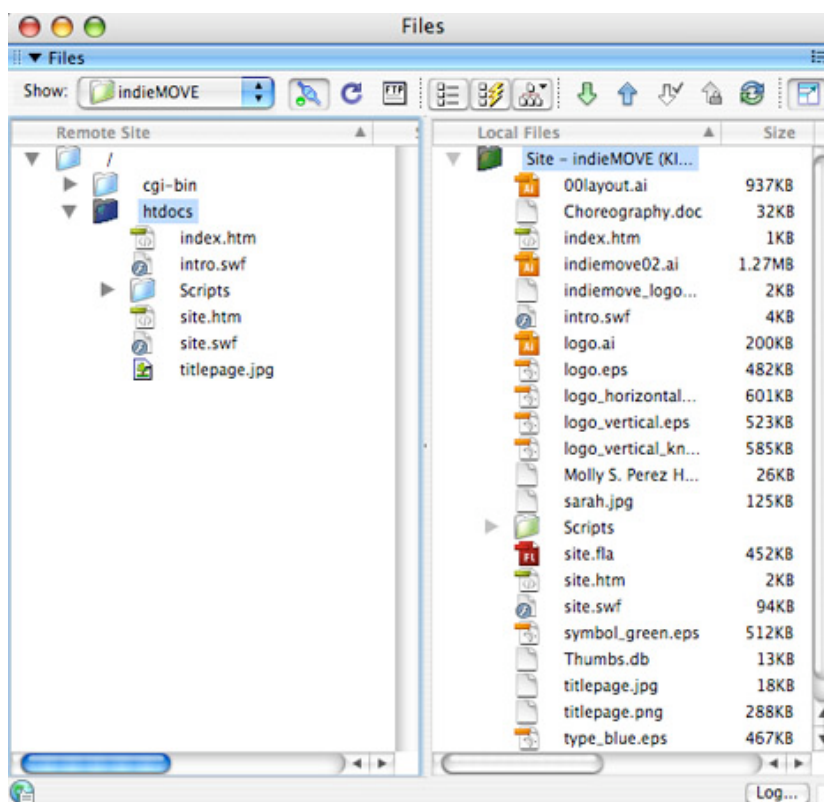 Files
Files
Show: indieMOVE FTP
Remote Site
/
cgi-bin
htdocs
index.htm
intro.swf
Scripts
site.htm
site.swf
titlepage.jpg
Local Files Size
Site – indieMOVE (KI...
00layout.ai 937KB
Choreography.doc 32KB
index.htm 1KB
indiemove02.ai 1.27MB
indiemove_logo... 2KB
intro.swf 4KB
logo.ai 200KB
logo.eps 482KB
logo_horizontal... 601KB
logo_vertical.eps 523KB
logo_vertical_kn... 585KB
Molly S. Perez H... 26KB
sarah.jpg 125KB
Scripts
site.fla 452KB
site.htm 2KB
site.swf 94KB
symbol_green.eps 512KB
Thumbs.db 13KB
titlepage.jpg 18KB
titlepage.png 288KB
type_blue.eps 467KB
Log...